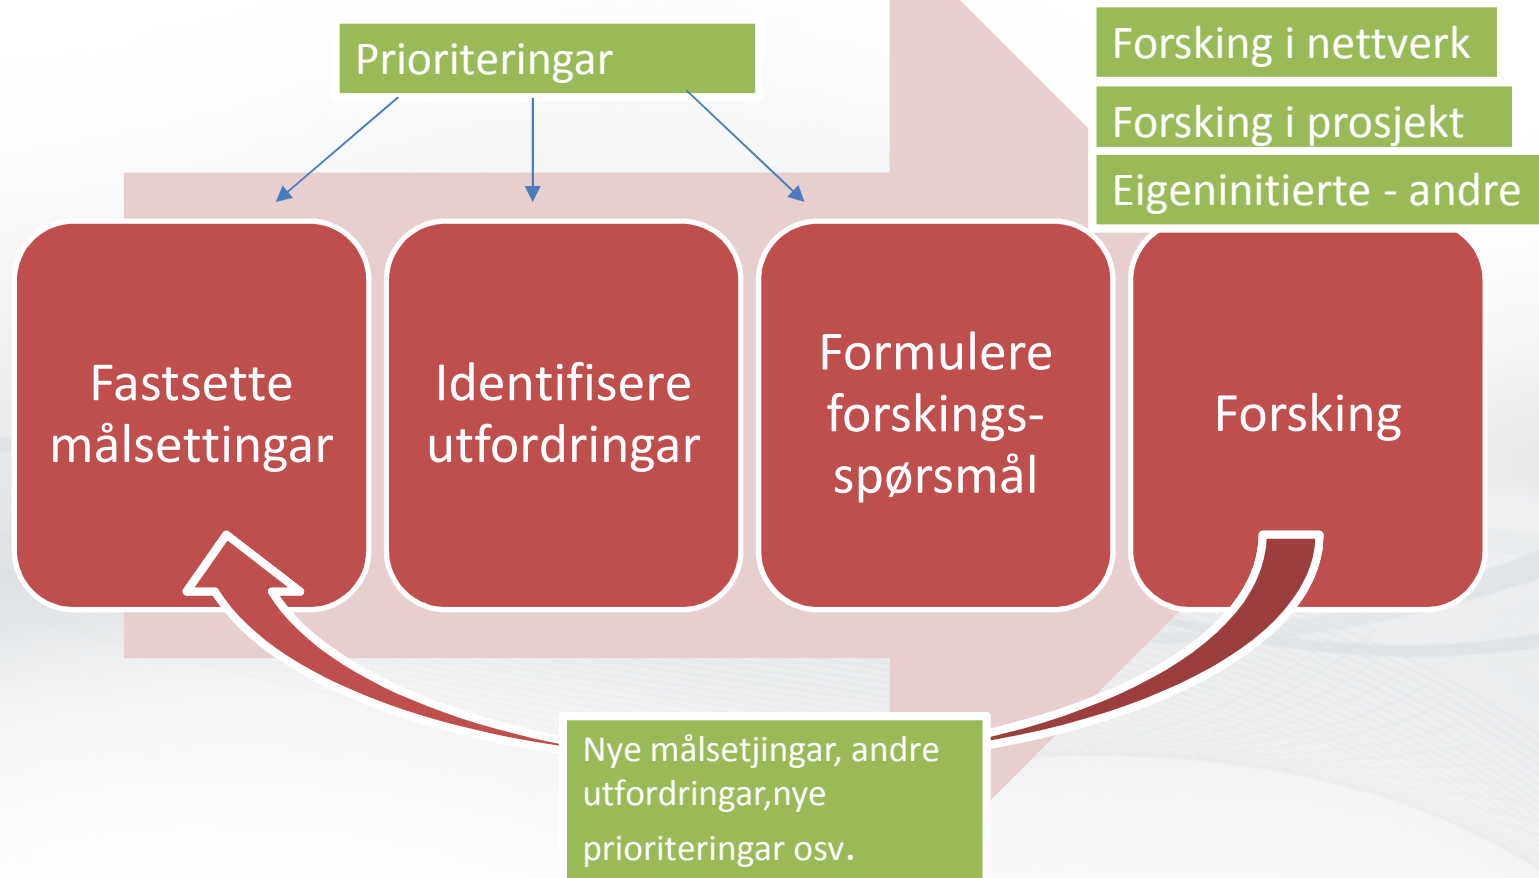 Prioriteringar
Forsking i nettverk
Forsking i prosjekt
Eigeninitierte - andre
Fastsette
målsettingar
Identifisere
utfordringar
Formulere
forskings-
spørsmål
Forsking
Nye målsetjingar, andre
utfordringar,nye
prioriteringar osv.